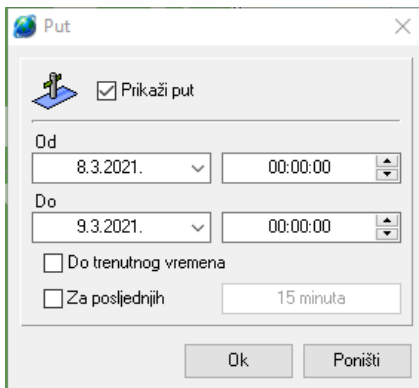 Put
Prikaži put
Od
8.3.2021. 00:00:00
Do
9.3.2021. 00:00:00
Do trenutnog vremena
Za posljednjih 15 minuta
Ok Poništi